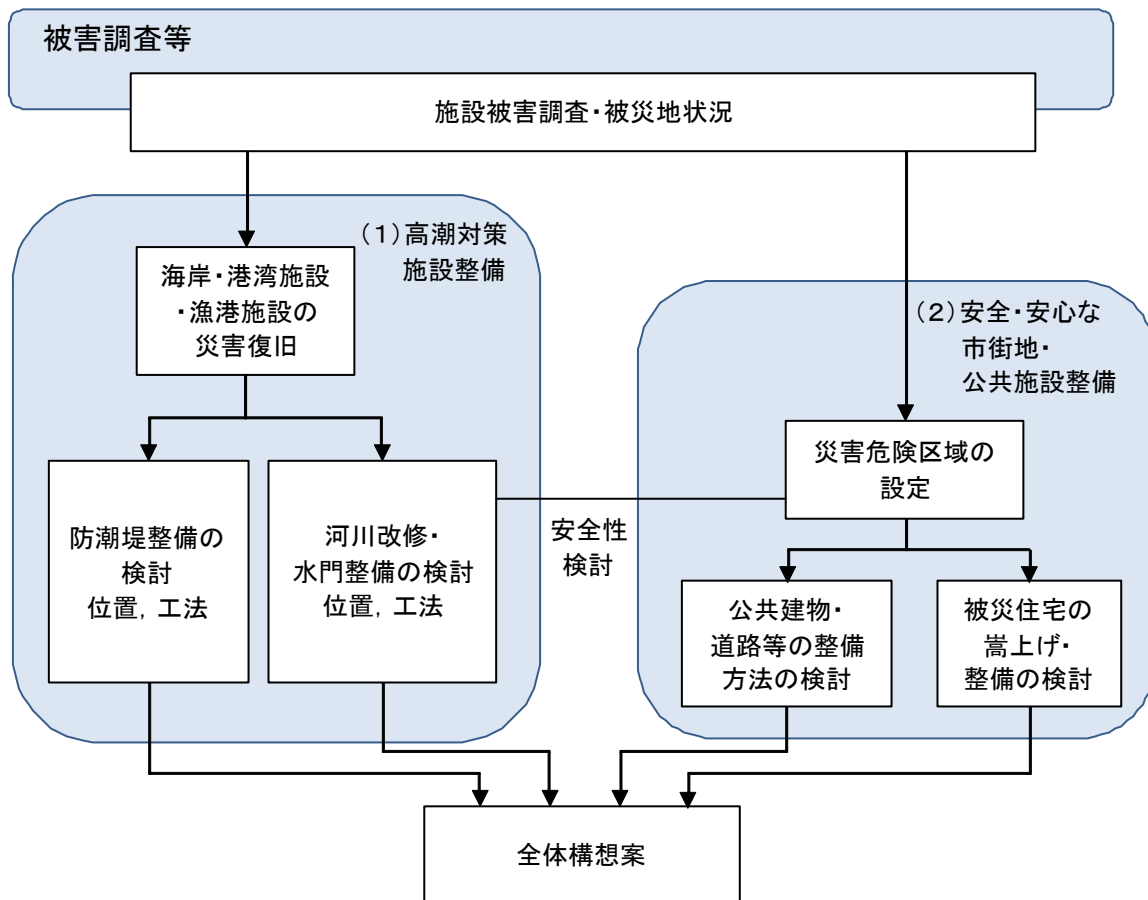 被害調査等
施設被害調査・被災地状況
（１）高潮対策
施設整備
海岸・港湾施設
・漁港施設の
災害復旧
（２）安全・安心な
市街地・
公共施設整備
災害危険区域の
設定
防潮堤整備の
検討
位置，工法
河川改修・
水門整備の検討
位置，工法
安全性
検討
公共建物・
道路等の整備
方法の検討
被災住宅の
嵩上げ・
整備の検討
全体構想案